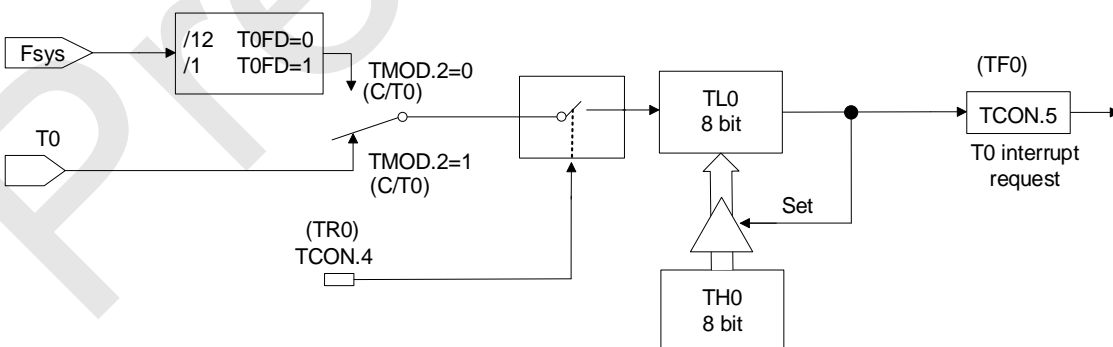 Fsys
/12 T0FD=0
/1 T0FD=1
TMOD.2=0
(C/T0)
T0
TMOD.2=1
(C/T0)
(TR0)
TCON.4
TL0
8 bit
Set
TH0
8 bit
(TF0)
TCON.5
T0 interrupt
request
Pre